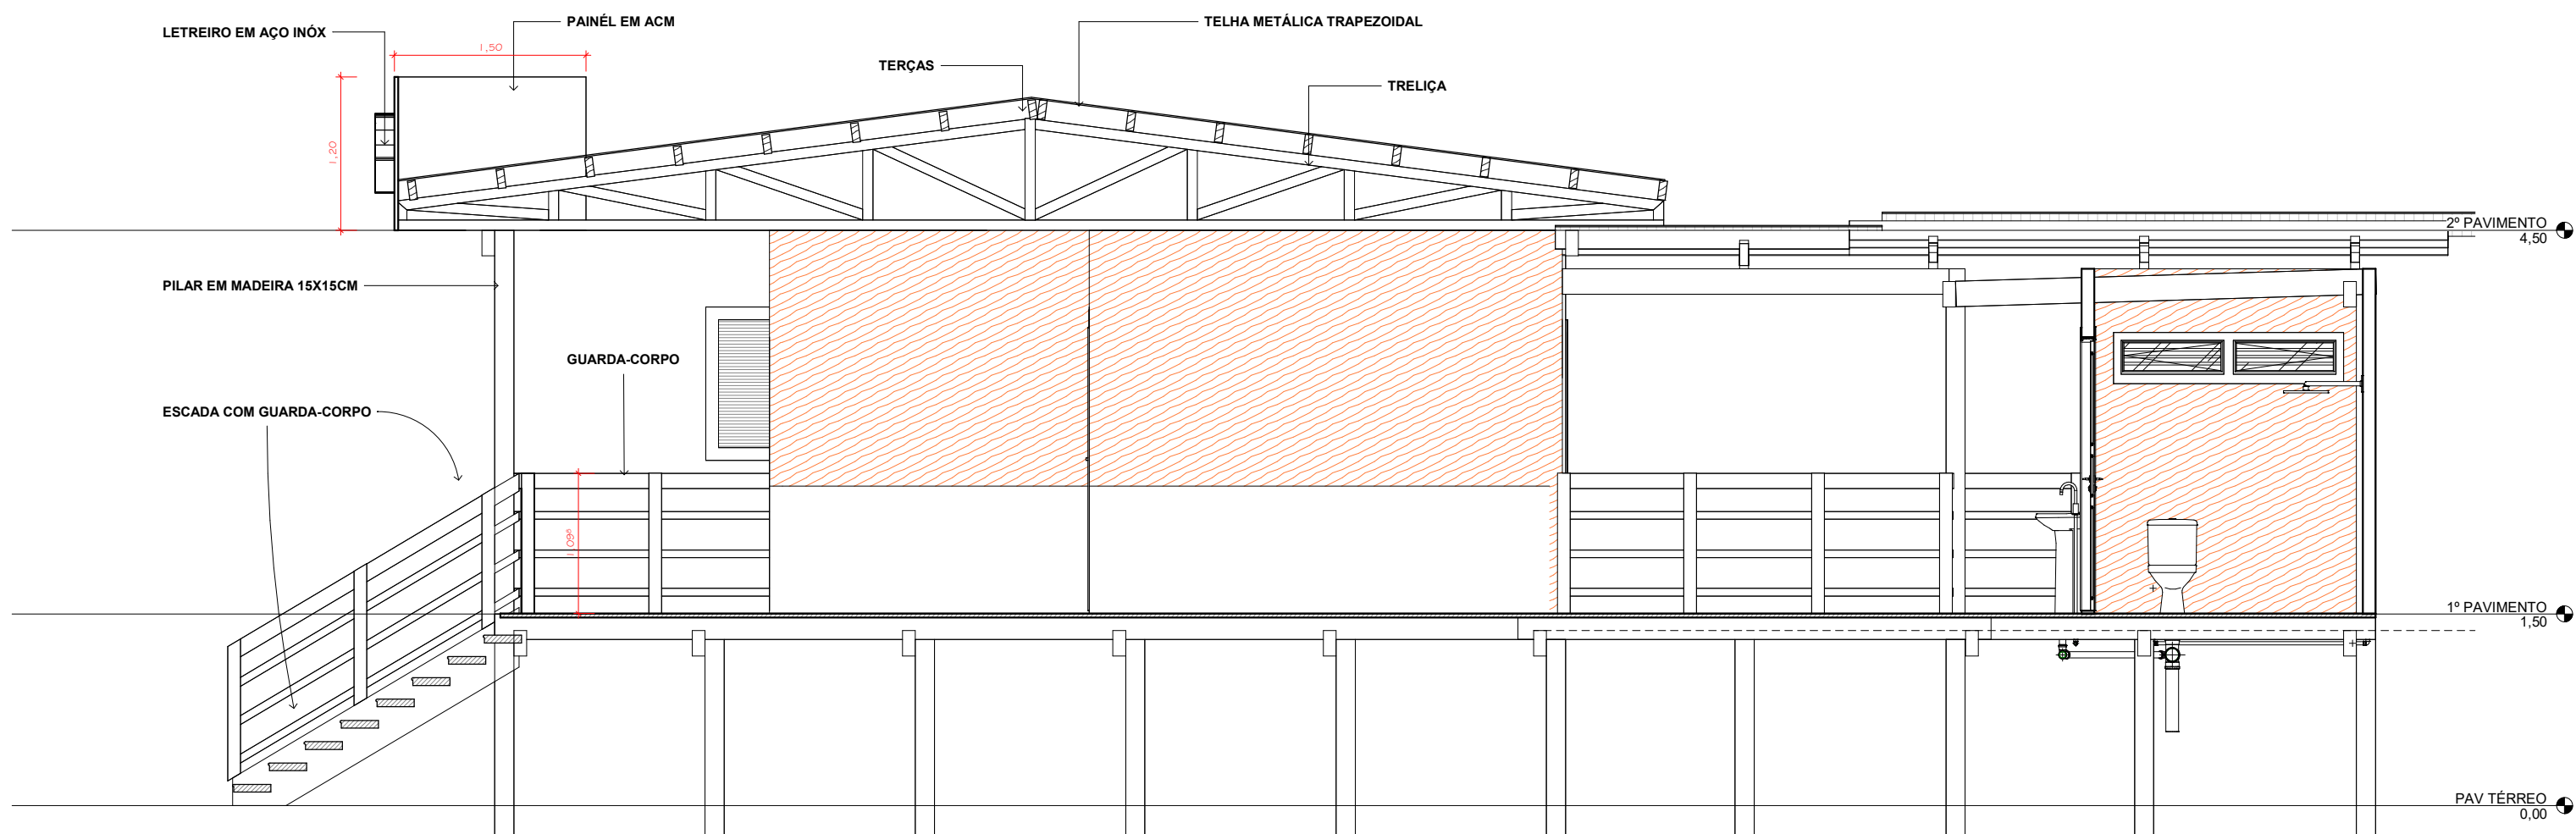 PAINÉL EM ACM
TELHA METÁLICA TRAPEZOIDAL
LETREIRO EM AÇO INÓX
1,50
TERÇAS
TRELIÇA
1,20
2º PAVIMENTO
4,50
PILAR EM MADEIRA 15X15CM
GUARDA-CORPO
ESCADA COM GUARDA-CORPO
1,09⁵
1º PAVIMENTO
1,50
PAV TÉRREO
0,00